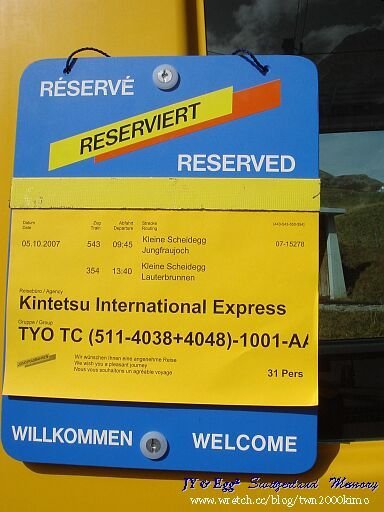 RÉSERVÉ
RESERVIERT
RESERVED
Datum Zug Abfahrt Strecke
Date Train Departure Routing
05.10.2007 543 09:45 Kleine Scheidegg 07-15278
Jungfraujoch
354 13:40 Kleine Scheidegg
Lauterbrunnen
Reisebüro / Agency
Kintetsu International Express
Gruppe / Group
TYO TC (511-4038+4048)-1001-AA
Wir wünschen Ihnen eine angenehme Reise
We wish you a pleasant journey
Nous vous souhaitons un agréable voyage
31 Pers
WILLKOMMEN WELCOME
JY & Egg* Switzerland Memory
www.wretch.cc/blog/twn2000kimo